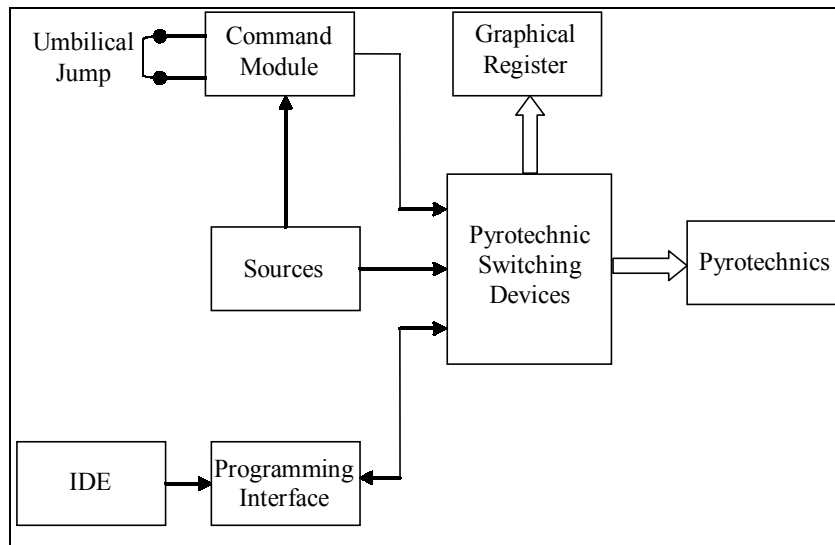 Umbilical
Jump
Command
Module
Graphical
Register
Sources
Pyrotechnic
Switching
Devices
Pyrotechnics
IDE
Programming
Interface